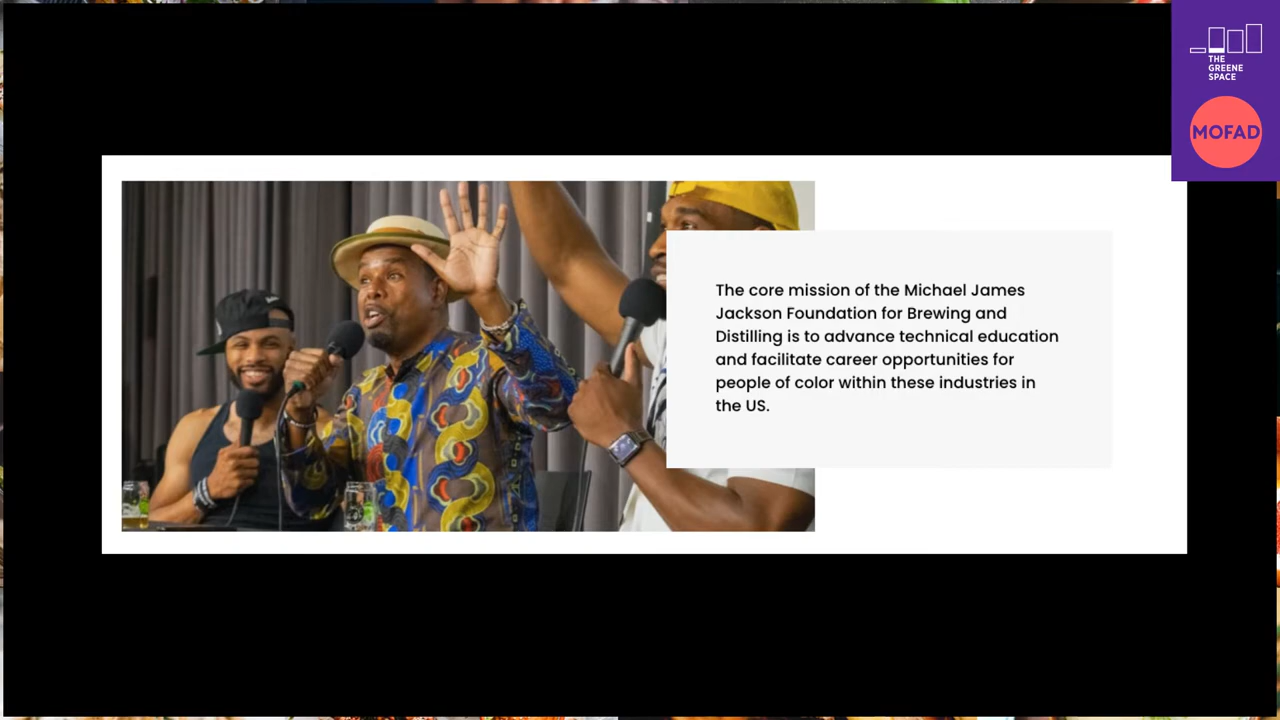 THE
GREENE
SPACE
MOFAD
The core mission of the Michael James
Jackson Foundation for Brewing and
Distilling is to advance technical education
and facilitate career opportunities for
people of color within these industries in
the US.